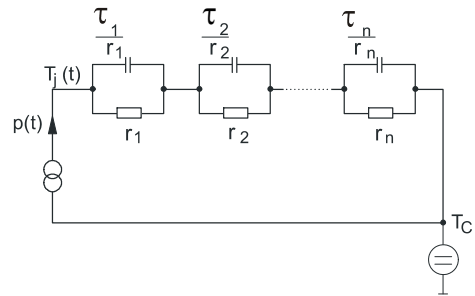 τ1 τ2 τn
r1 r2 rn
Tj (t)
r1 r2 rn
p(t)
TC